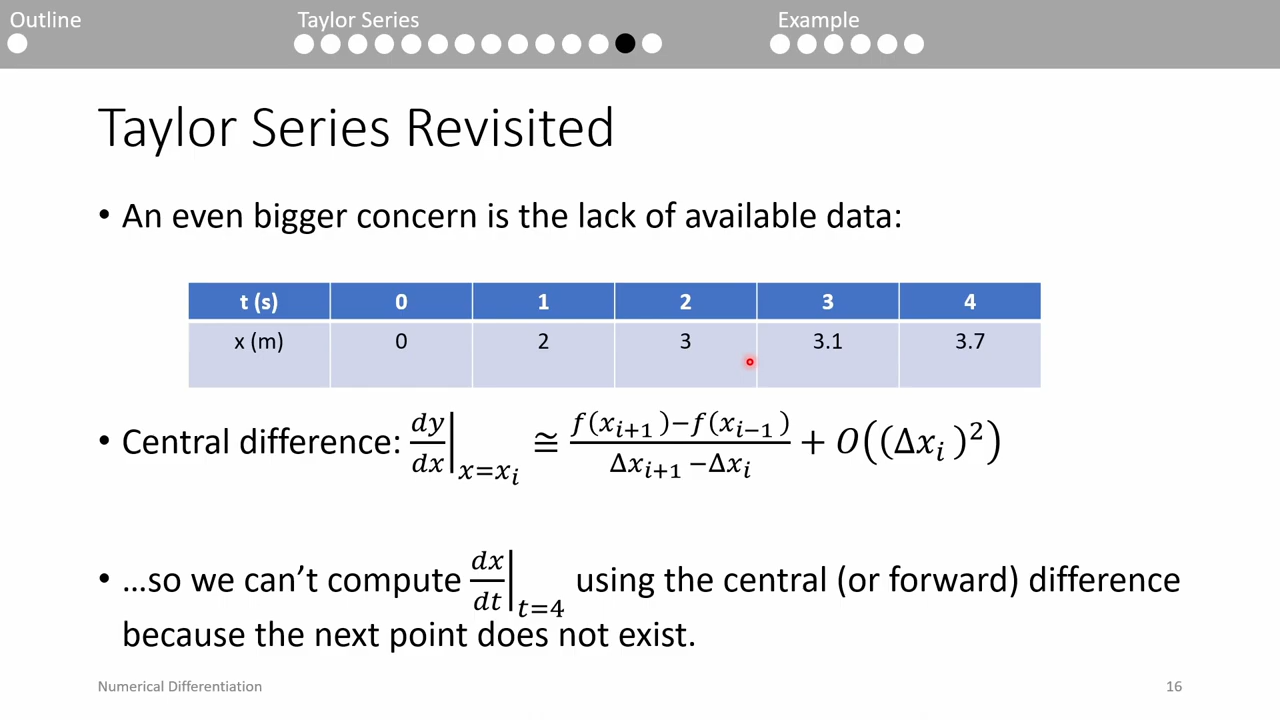 Outline Taylor Series Example
Taylor Series Revisited
• An even bigger concern is the lack of available data:
t (s) 0 1 2 3 4
x (m) 0 2 3 3.1 3.7
• Central difference: dy/dx|x=xᵢ ≅ (f(xᵢ₊₁)−f(xᵢ₋₁))/(Δxᵢ₊₁ −Δxᵢ) + O((Δxᵢ )²)
• …so we can’t compute dx/dt|t=4 using the central (or forward) difference
because the next point does not exist.
Numerical Differentiation 16